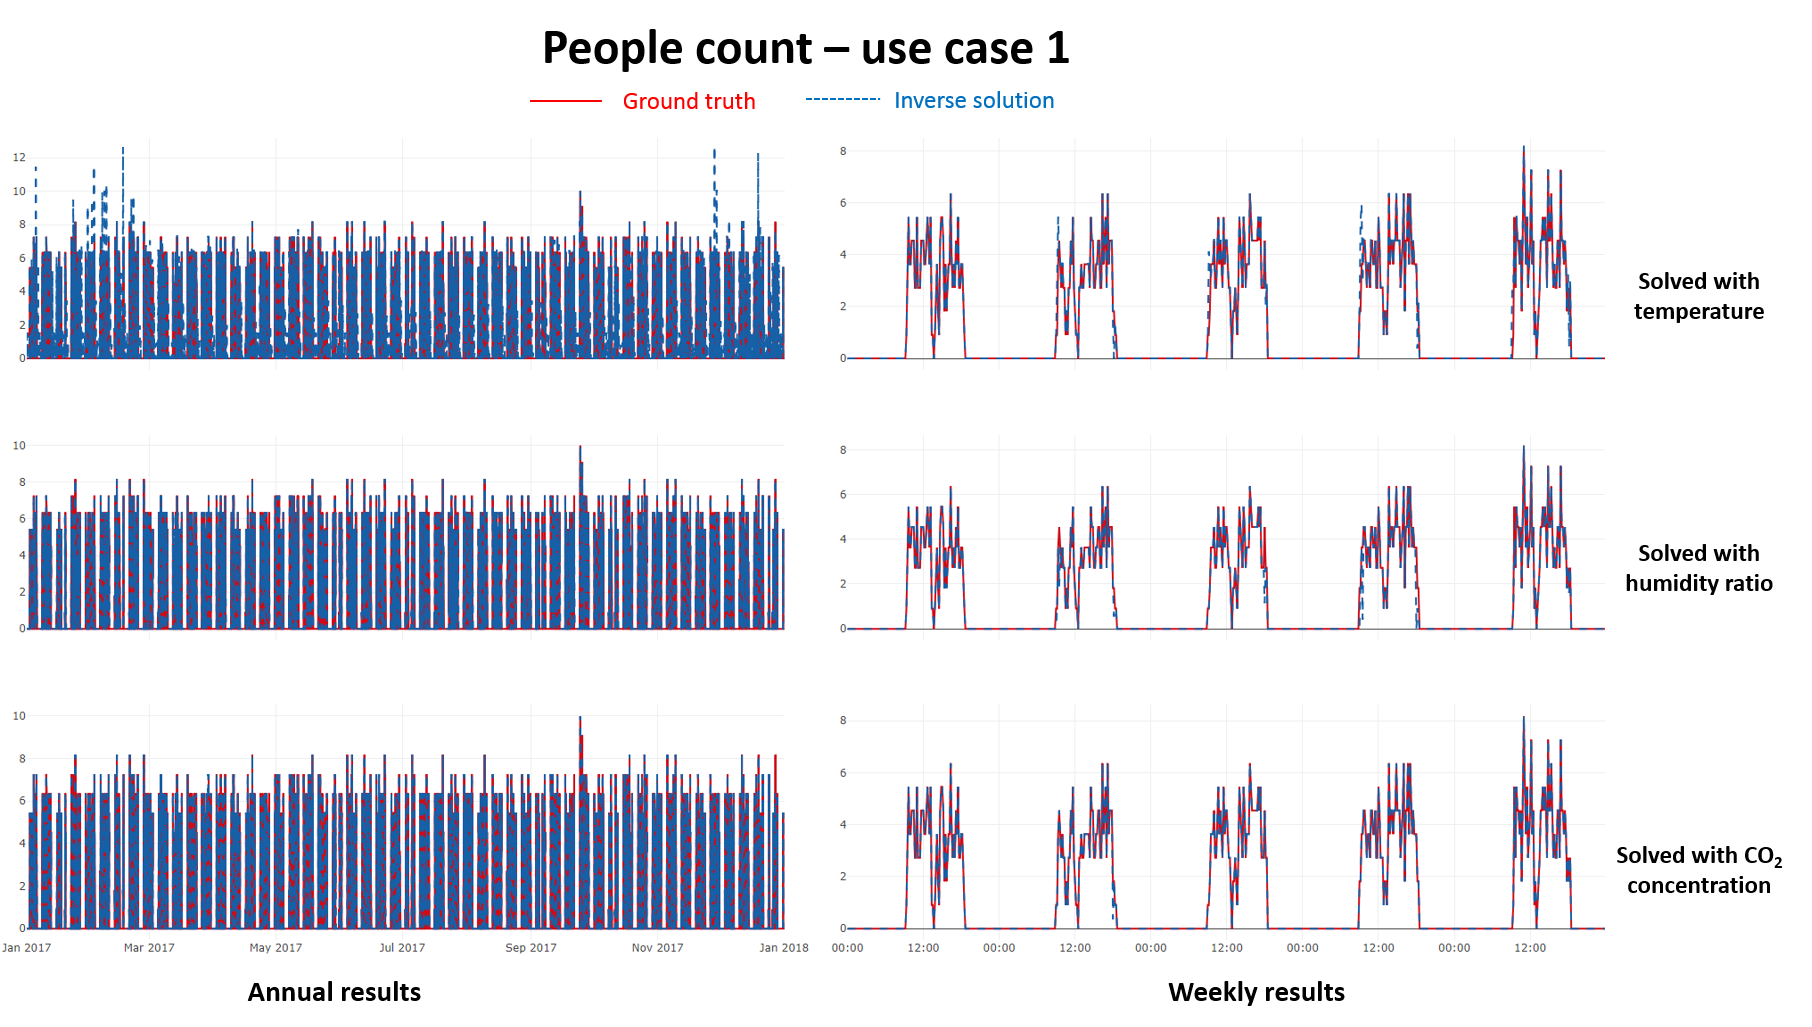 People count – use case 1
Ground truth
Inverse solution
12
10
8
6
4
2
0
8
6
4
2
0
Solved with
temperature
10
8
6
4
2
0
8
6
4
2
0
Solved with
humidity ratio
10
8
6
4
2
0
Jan 2017 Mar 2017 May 2017 Jul 2017 Sep 2017 Nov 2017 Jan 2018
8
6
4
2
0
00:00 12:00 00:00 12:00 00:00 12:00 00:00 12:00 00:00 12:00
Solved with CO₂
concentration
Annual results
Weekly results